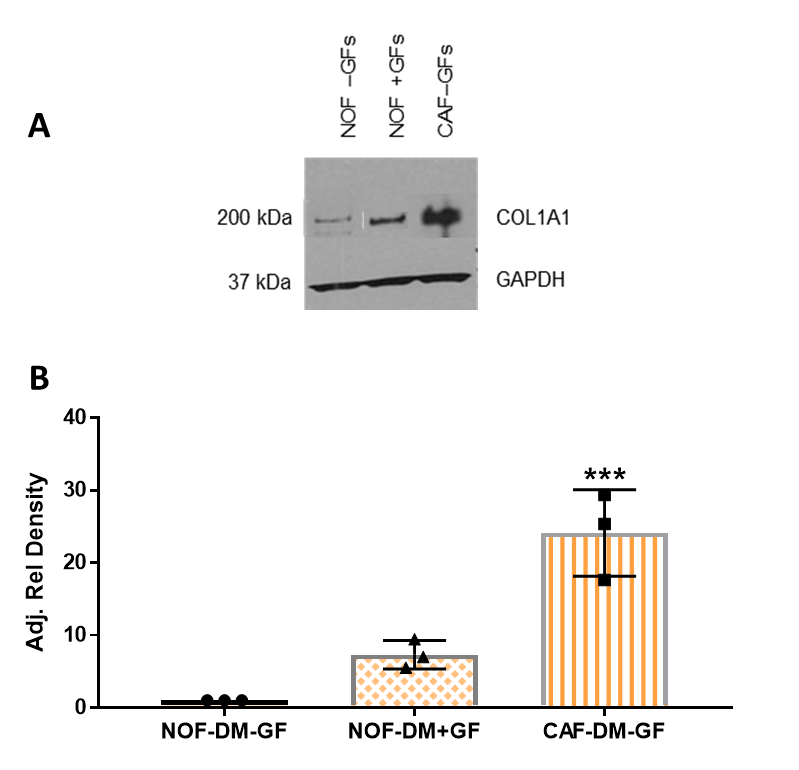 A
NOF –GFs
NOF +GFs
CAF–GFs
200 kDa
COL1A1
37 kDa
GAPDH
B
Adj. Rel Density
40
30
20
10
0
***
NOF-DM-GF
NOF-DM+GF
CAF-DM-GF